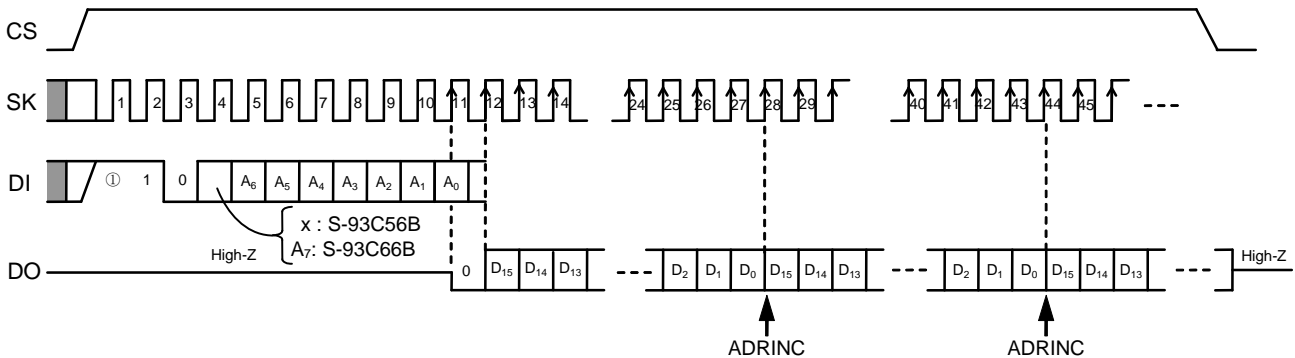 CS
SK 1 2 3 4 5 6 7 8 9 10 11 12 13 14 24 25 26 27 28 29 40 41 42 43 44 45
DI ① 1 0 A₆ A₅ A₄ A₃ A₂ A₁ A₀
x : S-93C56B
A₇: S-93C66B
High-Z
DO 0 D₁₅ D₁₄ D₁₃ D₂ D₁ D₀ D₁₅ D₁₄ D₁₃ D₂ D₁ D₀ D₁₅ D₁₄ D₁₃ High-Z
ADRINC ADRINC